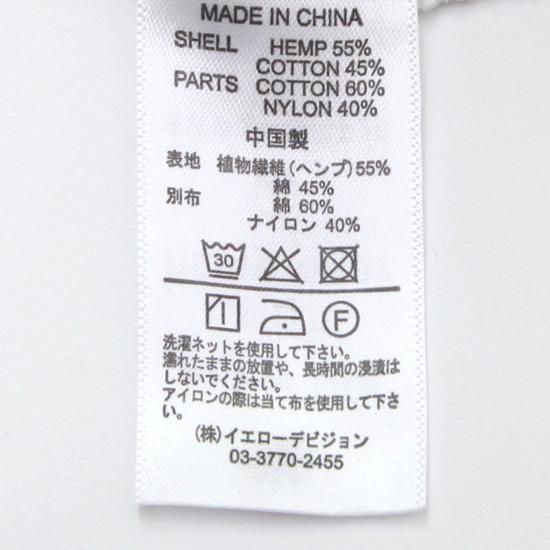 MADE IN CHINA
SHELL HEMP 55%
COTTON 45%
PARTS COTTON 60%
NYLON 40%
中国製
表地 植物繊維(ヘンプ)55%
綿 45%
別布 綿 60%
ナイロン 40%
30
F
洗濯ネットを使用して下さい。
濡れたままの放置や、長時間の浸漬は
しないでください。
アイロンの際は当て布を使用して下さ
い。
(株)イエローデビジョン
03-3770-2455